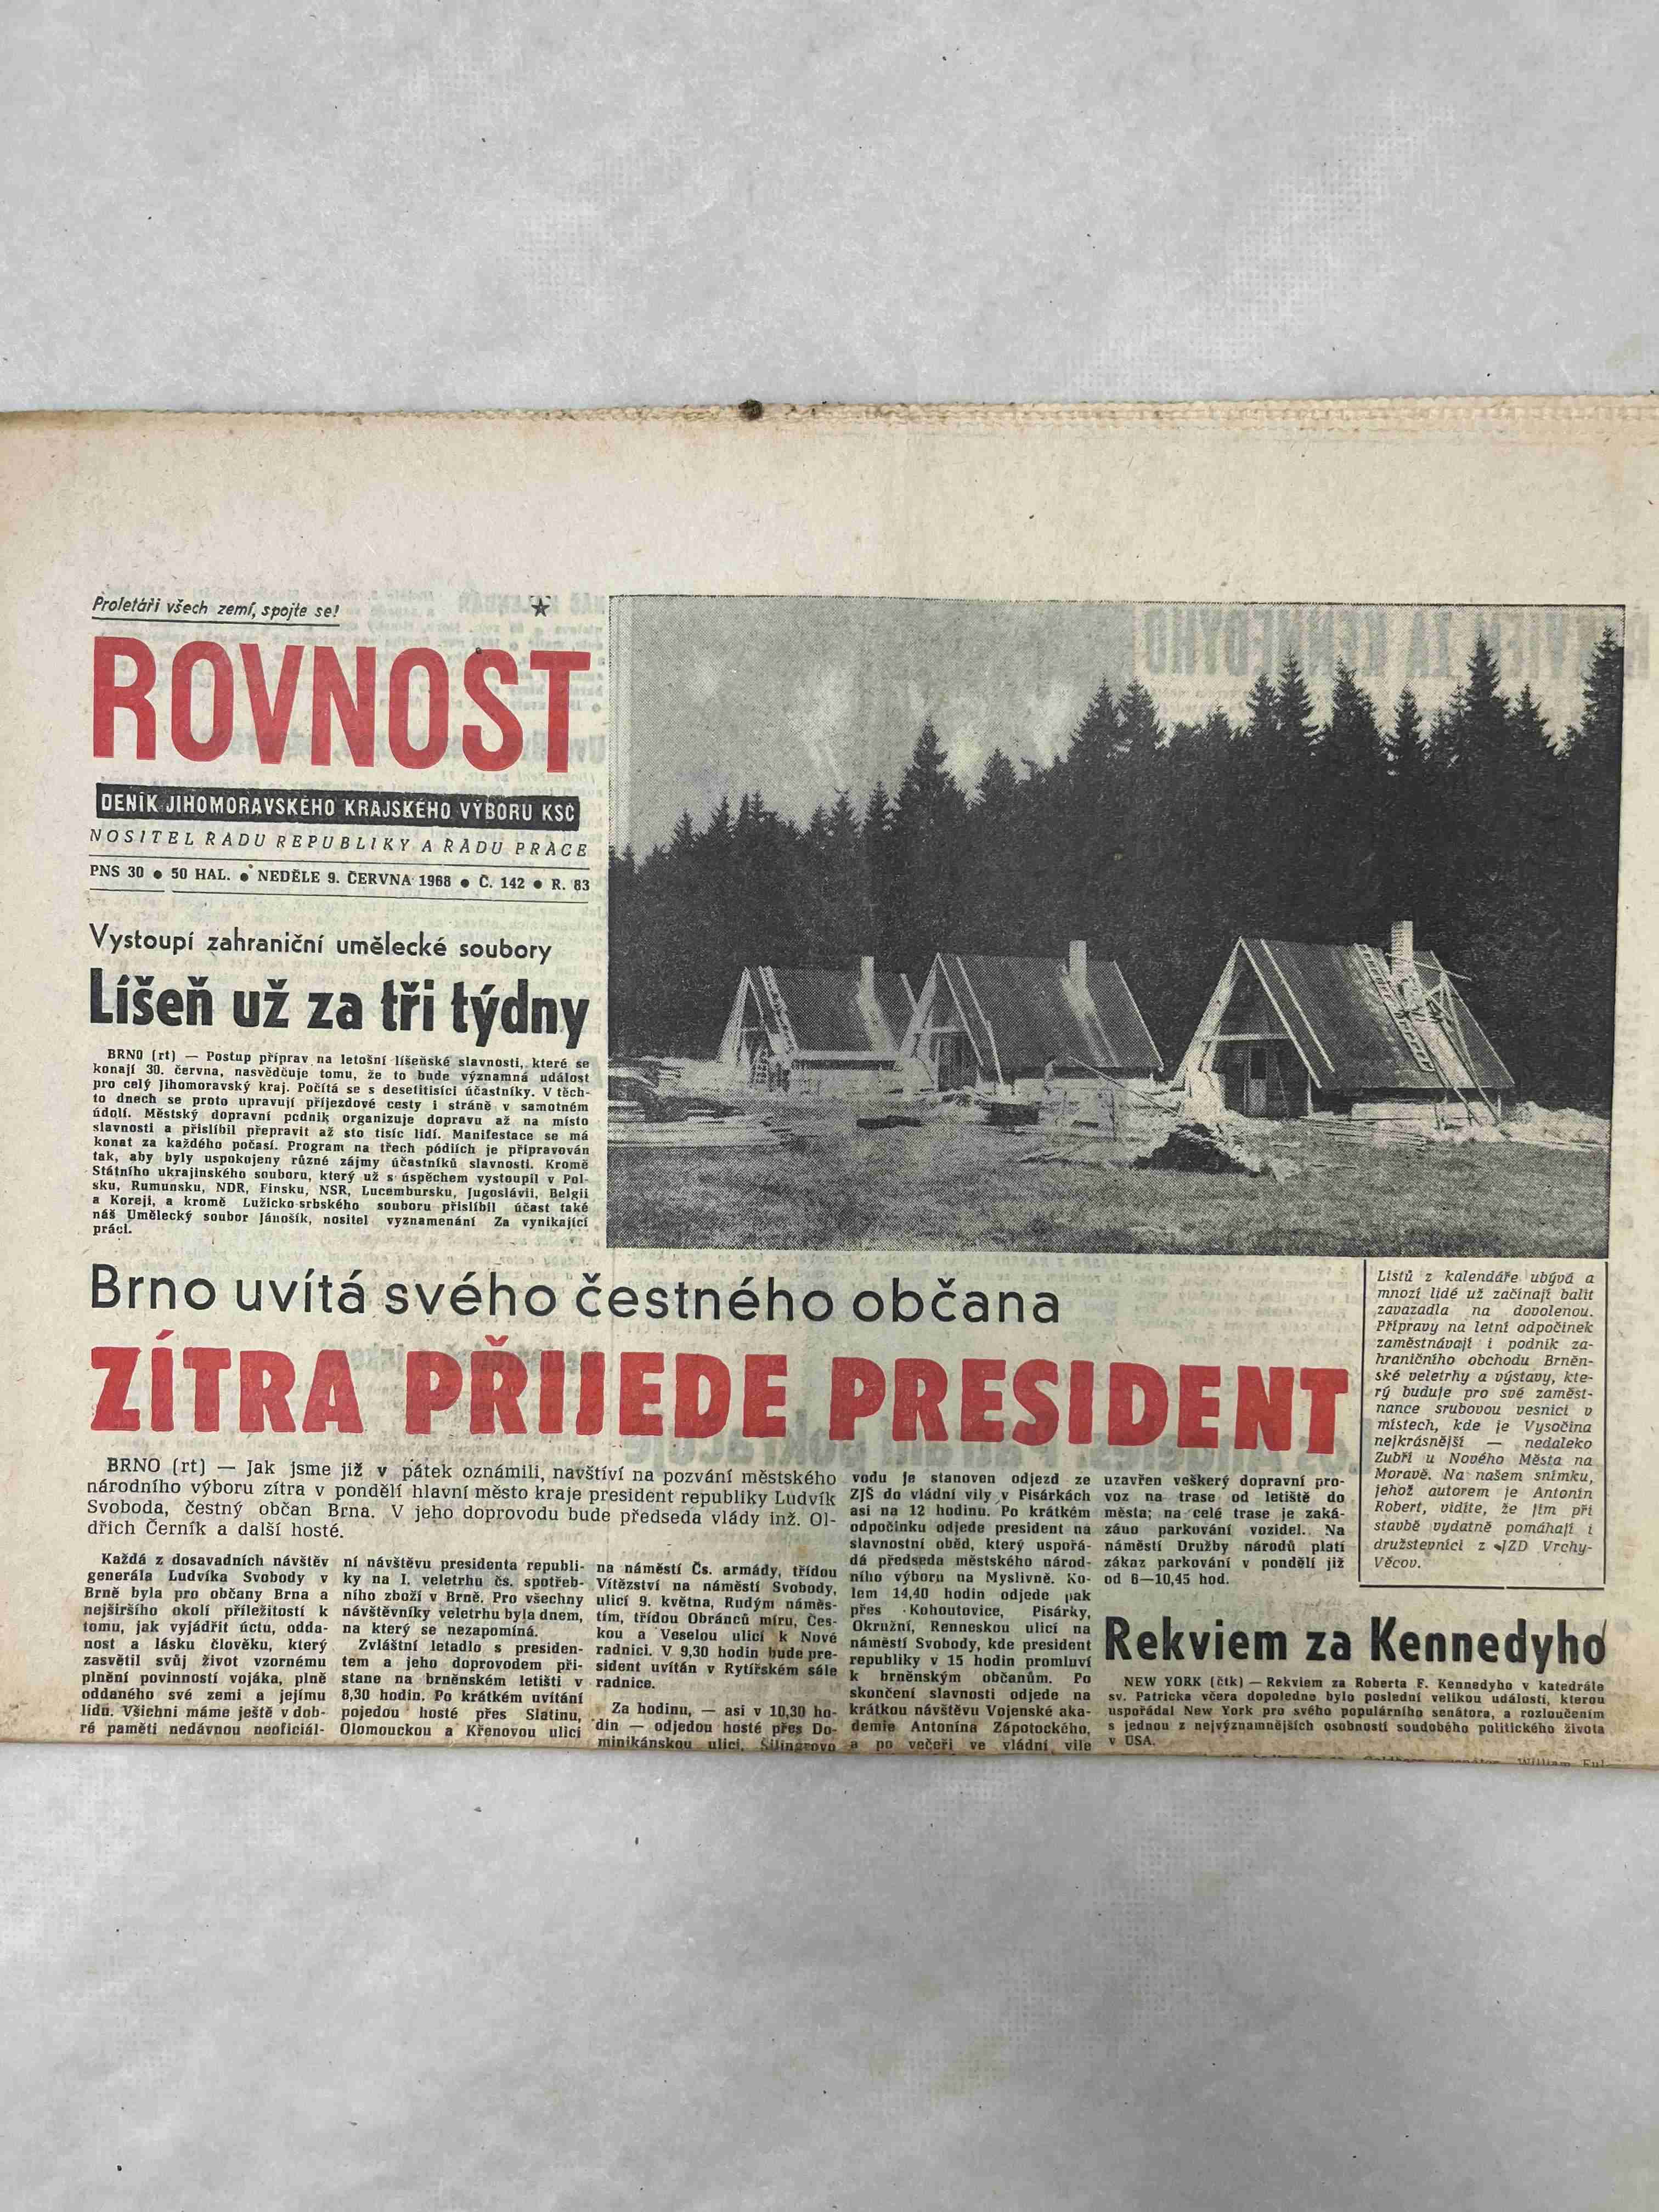 Proletáři všech zemí, spojte se!
ROVNOST
DENÍK JIHOMORAVSKÉHO KRAJSKÉHO VÝBORU KSČ
NOSITEL ŘÁDU REPUBLIKY A ŘÁDU PRÁCE
PNS 30 ● 50 HAL. ● NEDĚLE 9. ČERVNA 1968 ● Č. 142 ● R. 83
Vystoupí zahraniční umělecké soubory
Líšeň už za tři týdny
BRNO (rt) — Postup příprav na letošní líšeňské slavnosti, které se
konají 30. června, nasvědčuje tomu, že to bude významná událost
pro celý Jihomoravský kraj. Počítá se s desetitisíci účastníky. V těch-
to dnech se proto upravují příjezdové cesty i stráně v samotném
údolí. Městský dopravní podnik organizuje dopravu až na místo
slavnosti a přislíbil přepravit až sto tisíc lidí. Manifestace se má
konat za každého počasí. Program na třech pódiích je připravován
tak, aby byly uspokojeny různé zájmy účastníků slavnosti. Kromě
Státního ukrajinského souboru, který už s úspěchem vystoupil v Pol-
sku, Rumunsku, NDR, Finsku, NSR, Lucembursku, Jugoslávii, Belgii
a Koreji, a kromě Lužicko-srbského souboru přislíbil účast také
náš Umělecký soubor Jánošík, nositel vyznamenání Za vynikající
práci.
Brno uvítá svého čestného občana
ZÍTRA PŘIJEDE PRESIDENT
BRNO (rt) — Jak jsme již v pátek oznámili, navštíví na pozvání městského
národního výboru zítra v pondělí hlavní město kraje president republiky Ludvík
Svoboda, čestný občan Brna. V jeho doprovodu bude předseda vlády inž. Ol-
dřich Černík a další hosté.
Každá z dosavadních návštěv
generála Ludvíka Svobody v
Brně byla pro občany Brna a
nejširšího okolí příležitostí k
tomu, jak vyjádřit úctu, odda-
nost a lásku člověku, který
zasvětil svůj život vzornému
plnění povinností vojáka, plně
oddaného své zemi a jejímu
lidu. Všichni máme ještě v dob-
ré paměti nedávnou neoficiál-
ní návštěvu presidenta republi-
ky na I. veletrhu čs. spotřeb-
ního zboží v Brně. Pro všechny
návštěvníky veletrhu byla dnem,
na který se nezapomíná.
Zvláštní letadlo s presiden-
tem a jeho doprovodem při-
stane na brněnském letišti v
8,30 hodin. Po krátkém uvítání
pojedou hosté přes Slatinu,
Olomouckou a Křenovou ulicí
na náměstí Čs. armády, třídou
Vítězství na náměstí Svobody,
ulicí 9. května, Rudým náměs-
tím, třídou Obránců míru, Čes-
kou a Veselou ulicí k Nové
radnici. V 9,30 hodin bude pre-
sident uvítán v Rytířském sále
radnice.
Za hodinu, — asi v 10,30 ho-
din — odjedou hosté přes Do-
minikánskou ulici, Šilingrovo
vodu je stanoven odjezd ze
ZJŠ do vládní vily v Pisárkách
asi na 12 hodinu. Po krátkém
odpočinku odjede president na
slavnostní oběd, který uspořá-
dá předseda městského národ-
ního výboru na Myslivně. Ko-
lem 14,40 hodin odjede pak
přes Kohoutovice, Pisárky,
Okružní, Renneskou ulicí na
náměstí Svobody, kde president
republiky v 15 hodin promluví
k brněnským občanům. Po
skončení slavnosti odjede na
krátkou návštěvu Vojenské aka-
demie Antonína Zápotockého,
a po večeři ve vládní vile
uzavřen veškerý dopravní pro-
voz na trase od letiště do
města; na celé trase je zaká-
záno parkování vozidel. Na
náměstí Družby národů platí
zákaz parkování v pondělí již
od 6—10,45 hod.
Listů z kalendáře ubývá a
mnozí lidé už začínají balit
zavazadla na dovolenou.
Přípravy na letní odpočinek
zaměstnávají i podnik za-
hraničního obchodu Brněn-
ské veletrhy a výstavy, kte-
rý buduje pro své zaměst-
nance srubovou vesnici v
místech, kde je Vysočina
nejkrásnější — nedaleko
Zubří u Nového Města na
Moravě. Na našem snímku,
jehož autorem je Antonín
Robert, vidíte, že jim při
stavbě vydatně pomáhají i
družstevníci z JZD Vrchy-
Věcov.
Rekviem za Kennedyho
NEW YORK (čtk) — Rekviem za Roberta F. Kennedyho v katedrále
sv. Patricka včera dopoledne bylo poslední velikou událostí, kterou
uspořádal New York pro svého populárního senátora, a rozloučením
s jednou z nejvýznamnějších osobností soudobého politického života
v USA.